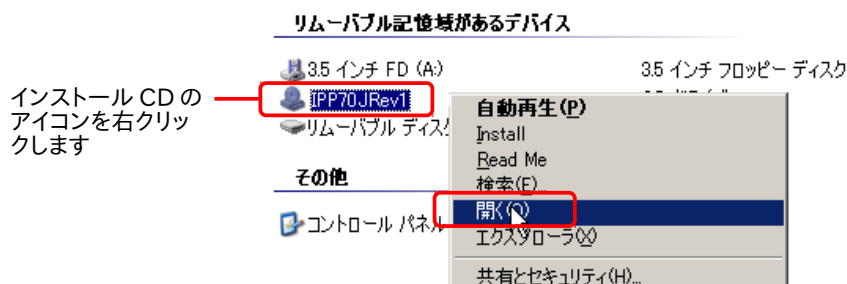 リムーバブル記憶域があるデバイス
3.5 インチ FD (A:)
3.5 インチ フロッピー ディスク
IPP70JRev1
インストール CD の
アイコンを右クリッ
クします
自動再生(P)
リムーバブル ディスク
Install
Read Me
その他
検索(E)...
開く(O)
コントロール パネル
エクスプローラ(X)
共有とセキュリティ(H)...